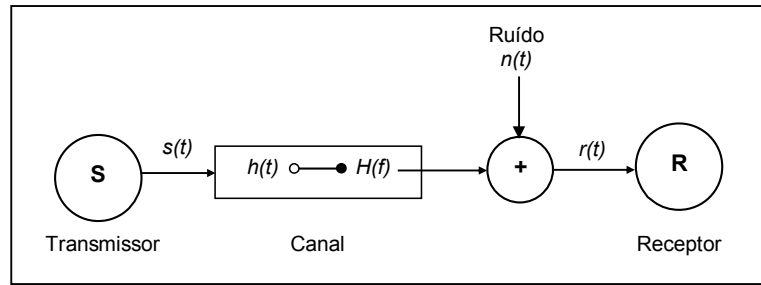 Ruído
n(t)
s(t)
r(t)
S
h(t)
H(f)
+
R
Transmissor
Canal
Receptor